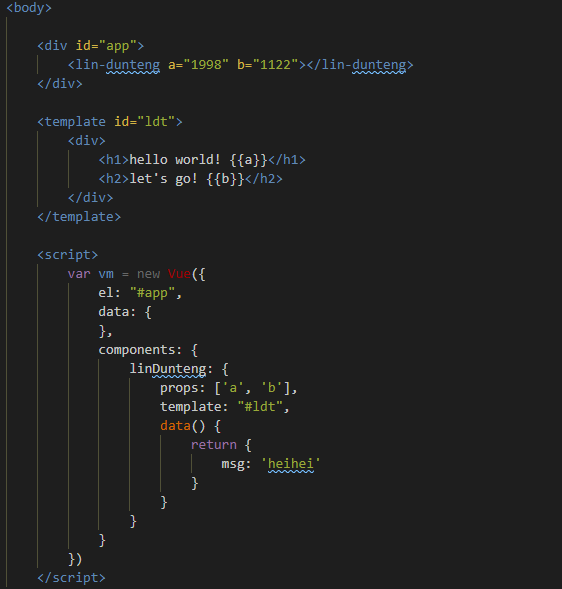 <body>
<div id="app">
<lin-dunteng a="1998" b="1122"></lin-dunteng>
</div>
<template id="ldt">
<div>
<h1>hello world! {{a}}</h1>
<h2>let's go! {{b}}</h2>
</div>
</template>
<script>
var vm = new Vue({
el: "#app",
data: {
},
components: {
linDunteng: {
props: ['a', 'b'],
template: "#ldt",
data() {
return {
msg: 'heihei'
}
}
}
}
})
</script>